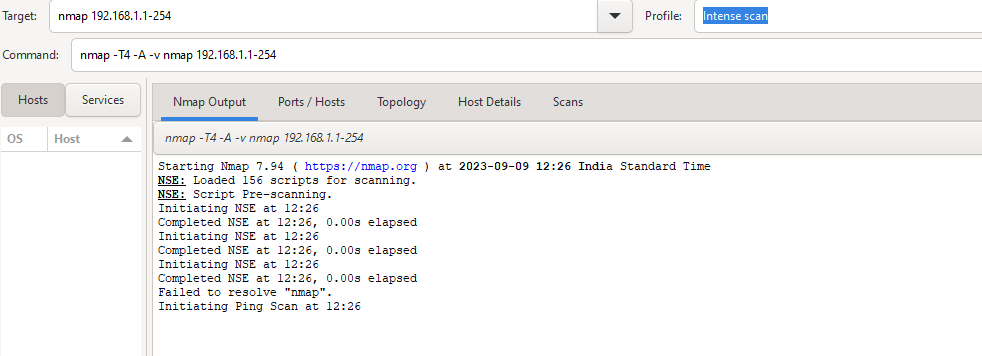 Target: nmap 192.168.1.1-254 Profile: Intense scan
Command: nmap -T4 -A -v nmap 192.168.1.1-254
Hosts Services Nmap Output Ports / Hosts Topology Host Details Scans
OS Host
nmap -T4 -A -v nmap 192.168.1.1-254
Starting Nmap 7.94 ( https://nmap.org ) at 2023-09-09 12:26 India Standard Time
NSE: Loaded 156 scripts for scanning.
NSE: Script Pre-scanning.
Initiating NSE at 12:26
Completed NSE at 12:26, 0.00s elapsed
Initiating NSE at 12:26
Completed NSE at 12:26, 0.00s elapsed
Initiating NSE at 12:26
Completed NSE at 12:26, 0.00s elapsed
Failed to resolve "nmap".
Initiating Ping Scan at 12:26